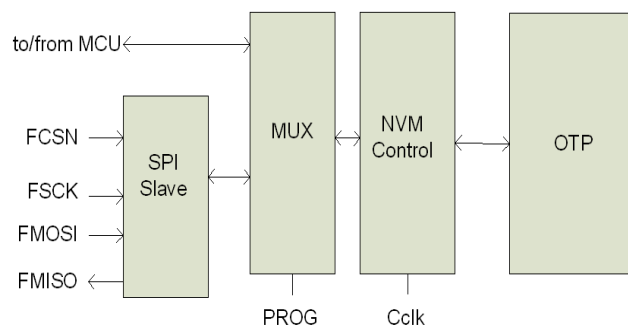 to/from MCU
FCSN
FSCK
FMOSI
FMISO
SPI
Slave
MUX
NVM
Control
OTP
PROG
Cclk